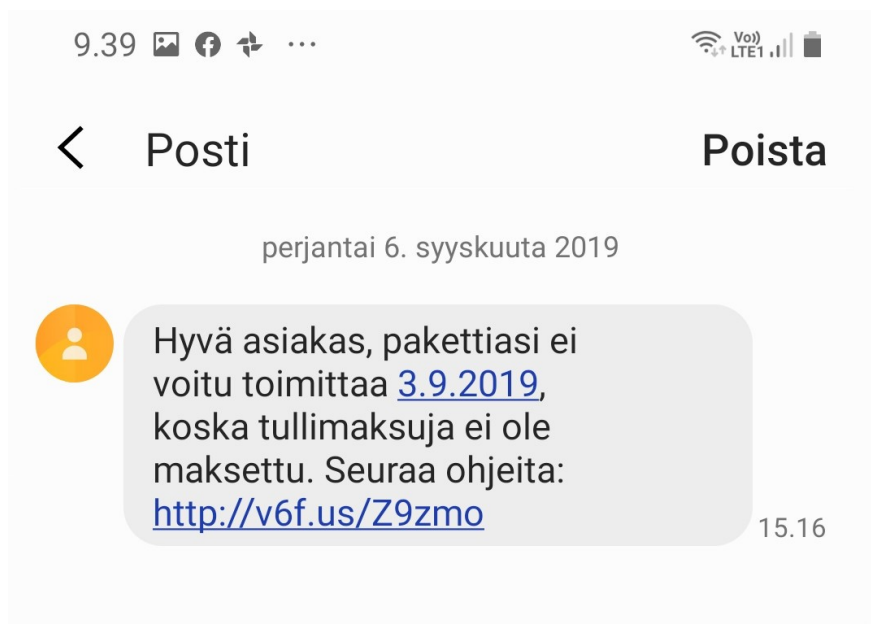 9.39 ...
Vo)) LTE1
Posti
Poista
perjantai 6. syyskuuta 2019
Hyvä asiakas, pakettiasi ei
voitu toimittaa 3.9.2019,
koska tullimaksuja ei ole
maksettu. Seuraa ohjeita:
http://v6f.us/Z9zmo
15.16